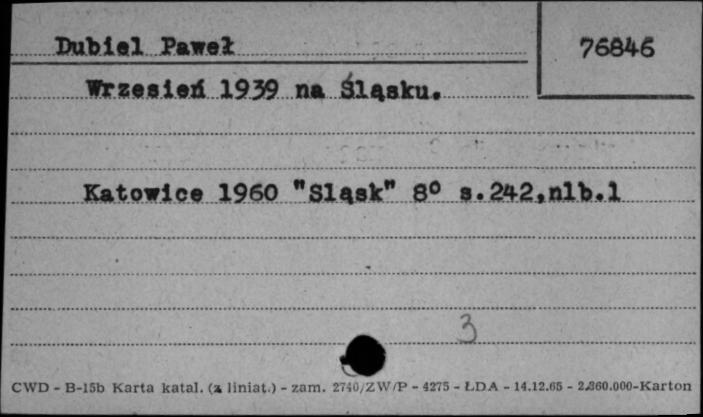 Dubiel Paweł
76846
Wrzesień 1939 na Śląsku.
Katowice 1960 "Sląsk" 8° s.242,nlb.1
3
CWD - B-15b Karta katal. (z liniat.) - zam. 2740/ZW/P - 4275 - ŁDA - 14.12.65 - 2.860.000-Karton